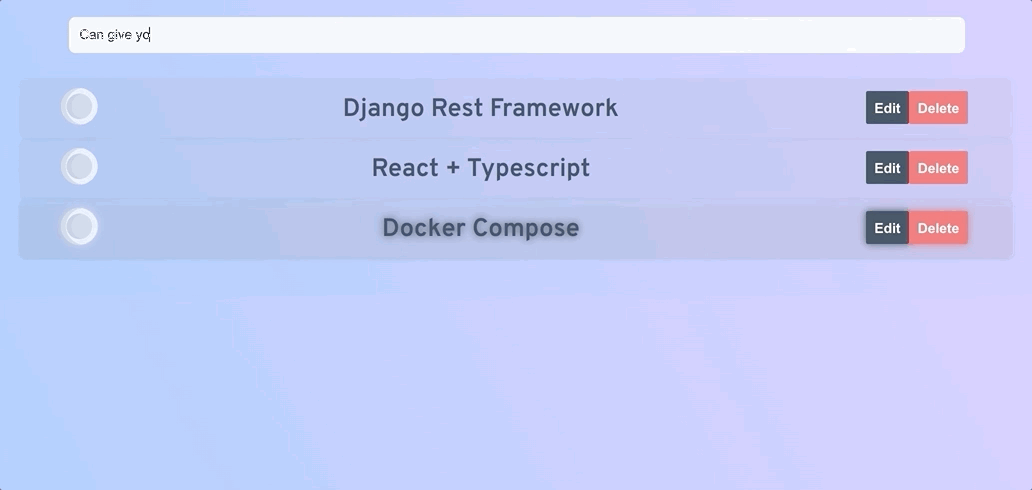 Can give yo
Django Rest Framework Edit Delete
React + Typescript Edit Delete
Docker Compose Edit Delete